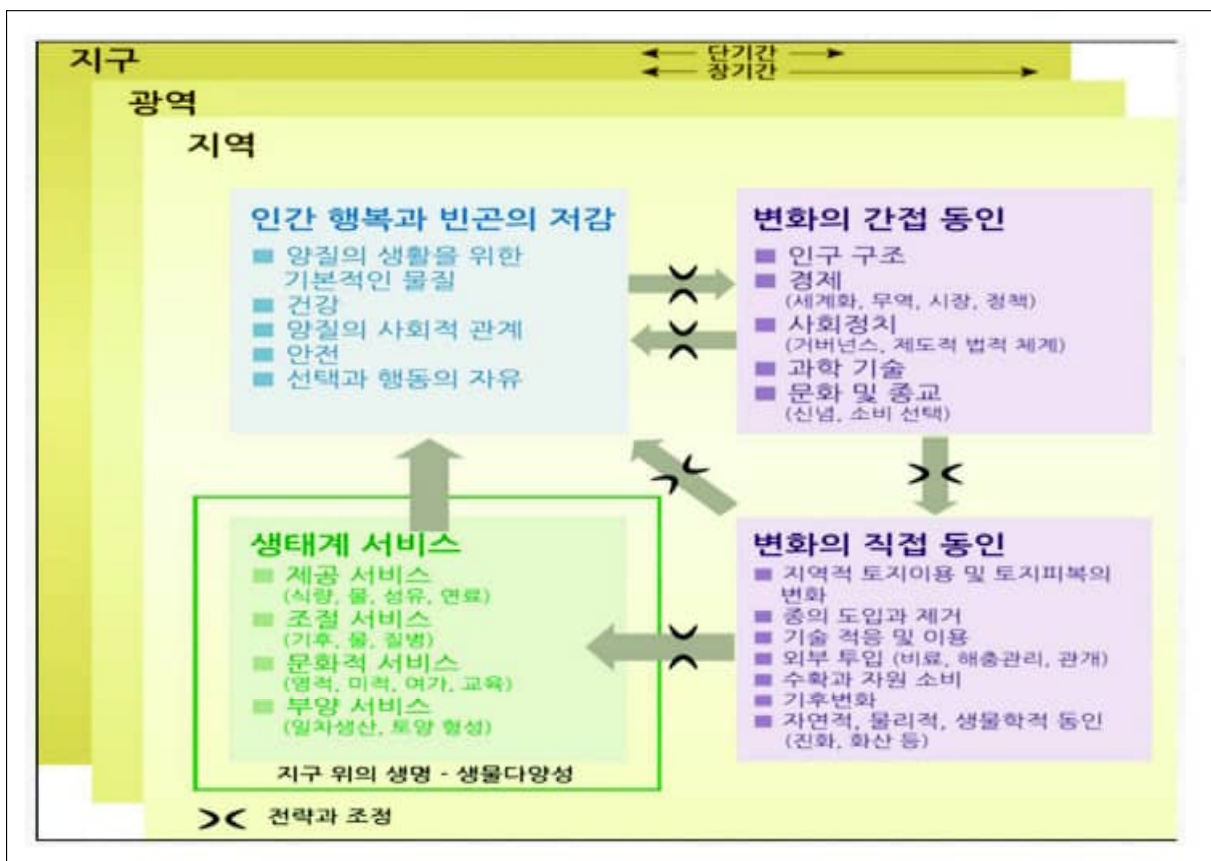 지구
단기간
장기간
광역
지역
인간 행복과 빈곤의 저감
■ 양질의 생활을 위한
기본적인 물질
■ 건강
■ 양질의 사회적 관계
■ 안전
■ 선택과 행동의 자유
변화의 간접 동인
■ 인구 구조
■ 경제
(세계화, 무역, 시장, 정책)
■ 사회정치
(거버넌스, 제도적 법적 체계)
■ 과학 기술
■ 문화 및 종교
(신념, 소비 선택)
생태계 서비스
■ 제공 서비스
(식량, 물, 섬유, 연료)
■ 조절 서비스
(기후, 물, 질병)
■ 문화적 서비스
(영적, 미적, 여가, 교육)
■ 부양 서비스
(일차생산, 토양 형성)
지구 위의 생명 - 생물다양성
변화의 직접 동인
■ 지역적 토지이용 및 토지피복의
변화
■ 종의 도입과 제거
■ 기술 적응 및 이용
■ 외부 투입 (비료, 해충관리, 관개)
■ 수확과 자원 소비
■ 기후변화
■ 자연적, 물리적, 생물학적 동인
(진화, 화산 등)
전략과 조정